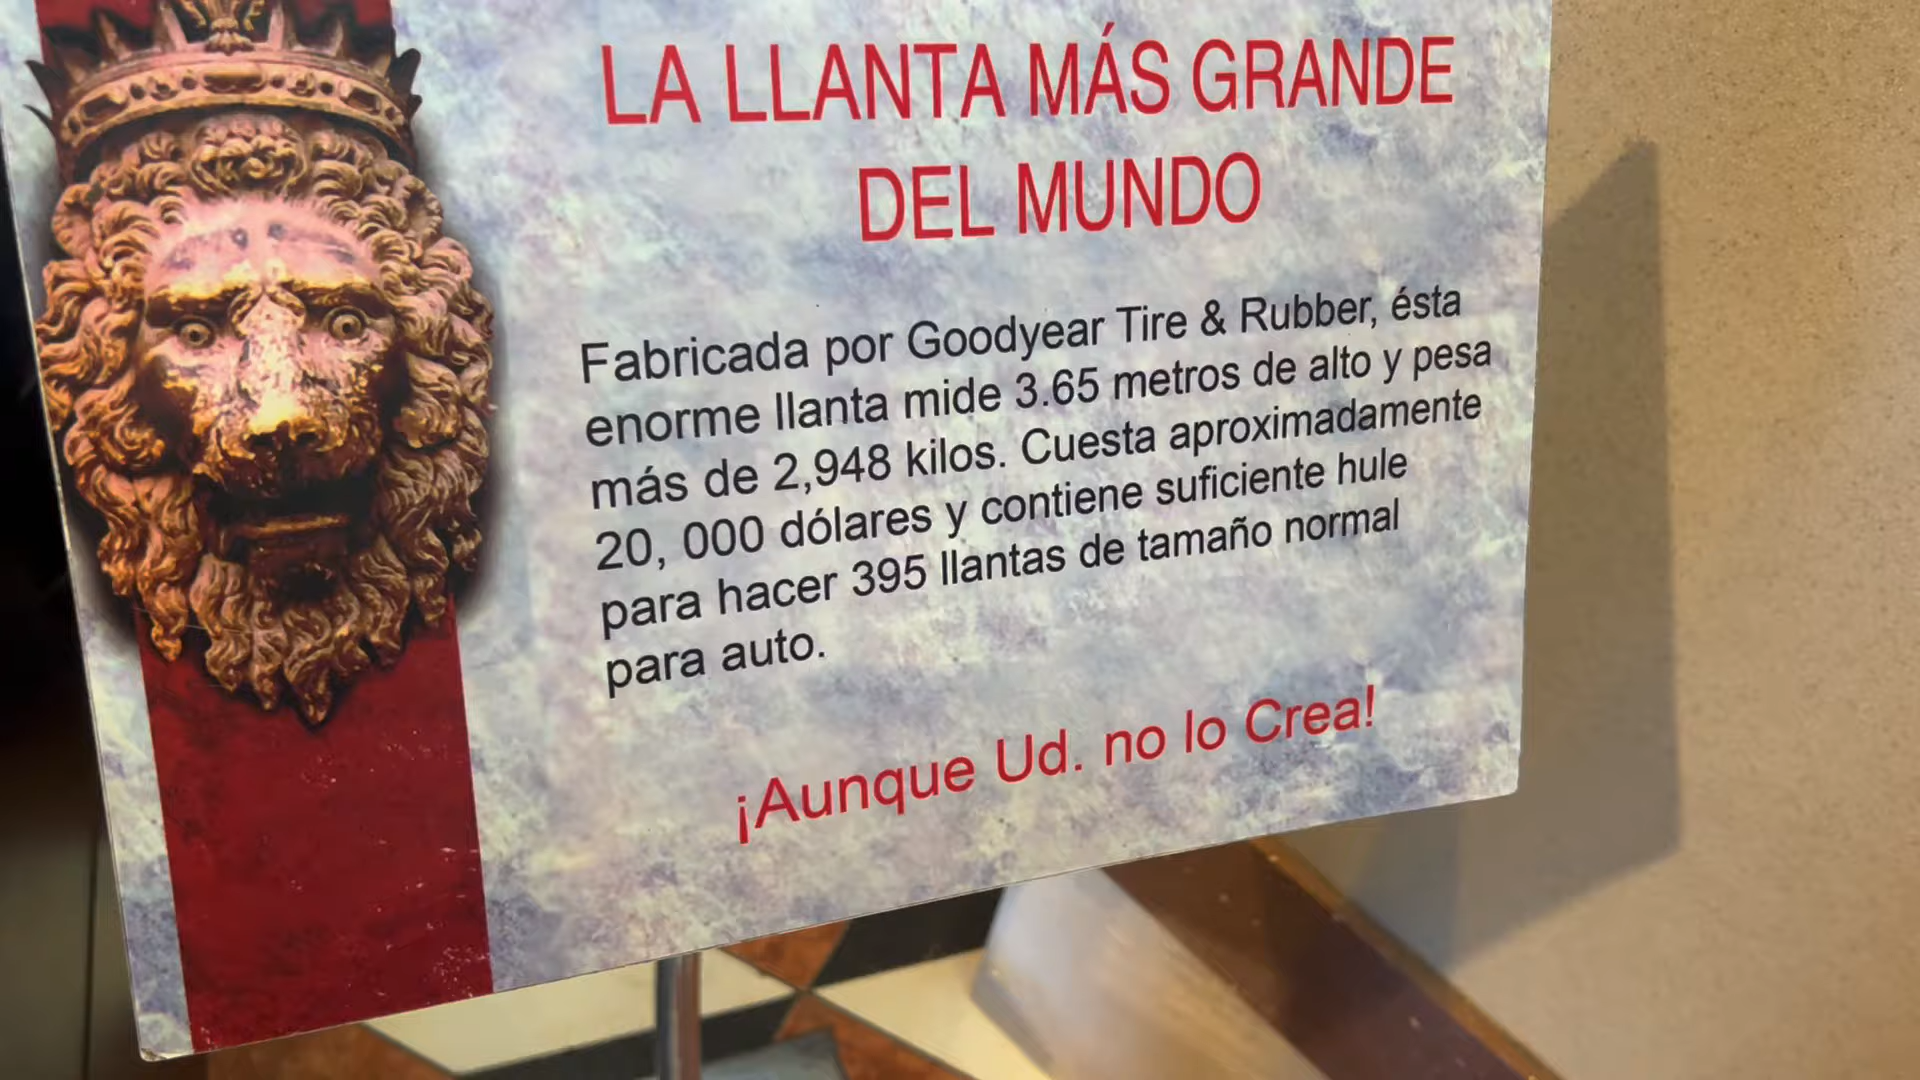 LA LLANTA MÁS GRANDE
DEL MUNDO
Fabricada por Goodyear Tire & Rubber, ésta
enorme llanta mide 3.65 metros de alto y pesa
más de 2,948 kilos. Cuesta aproximadamente
20, 000 dólares y contiene suficiente hule
para hacer 395 llantas de tamaño normal
para auto.
¡Aunque Ud. no lo Crea!